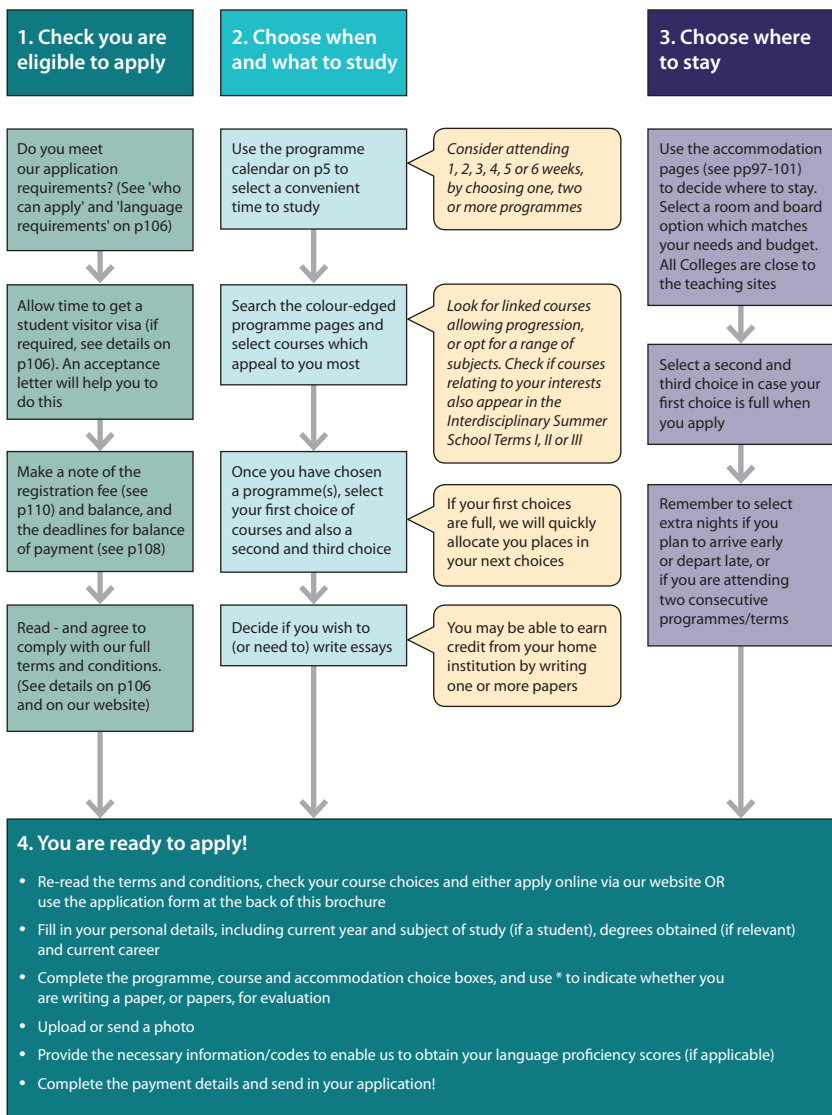 1. Check you are
eligible to apply
Do you meet
our application
requirements? (See 'who
can apply' and 'language
requirements' on p106)
Allow time to get a
student visitor visa (if
required, see details on
p106). An acceptance
letter will help you to
do this
Make a note of the
registration fee (see
p110) and balance, and
the deadlines for balance
of payment (see p108)
Read - and agree to
comply with our full
terms and conditions.
(See details on p106
and on our website)
2. Choose when
and what to study
Use the programme
calendar on p5 to
select a convenient
time to study
Consider attending
1, 2, 3, 4, 5 or 6 weeks,
by choosing one, two
or more programmes
Search the colour-edged
programme pages and
select courses which
appeal to you most
Look for linked courses
allowing progression,
or opt for a range of
subjects. Check if courses
relating to your interests
also appear in the
Interdisciplinary Summer
School Terms I, II or III
Once you have chosen
a programme(s), select
your first choice of
courses and also a
second and third choice
If your first choices
are full, we will quickly
allocate you places in
your next choices
Decide if you wish to
(or need to) write essays
You may be able to earn
credit from your home
institution by writing
one or more papers
3. Choose where
to stay
Use the accommodation
pages (see pp97-101)
to decide where to stay.
Select a room and board
option which matches
your needs and budget.
All Colleges are close to
the teaching sites
Select a second and
third choice in case your
first choice is full when
you apply
Remember to select
extra nights if you
plan to arrive early
or depart late, or
if you are attending
two consecutive
programmes/terms
4. You are ready to apply!
• Re-read the terms and conditions, check your course choices and either apply online via our website OR
use the application form at the back of this brochure
• Fill in your personal details, including current year and subject of study (if a student), degrees obtained (if relevant)
and current career
• Complete the programme, course and accommodation choice boxes, and use * to indicate whether you
are writing a paper, or papers, for evaluation
• Upload or send a photo
• Provide the necessary information/codes to enable us to obtain your language proficiency scores (if applicable)
• Complete the payment details and send in your application!